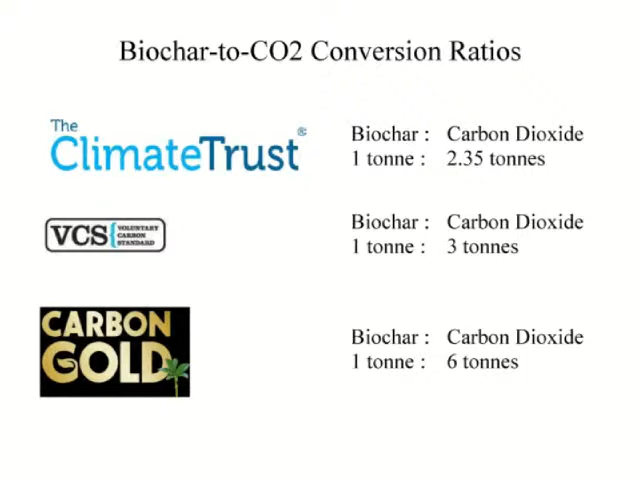 Biochar-to-CO2 Conversion Ratios
The
ClimateTrust®
Biochar : Carbon Dioxide
1 tonne : 2.35 tonnes
VCS VOLUNTARY
CARBON
STANDARD
Biochar : Carbon Dioxide
1 tonne : 3 tonnes
CARBON
GOLD
Biochar : Carbon Dioxide
1 tonne : 6 tonnes